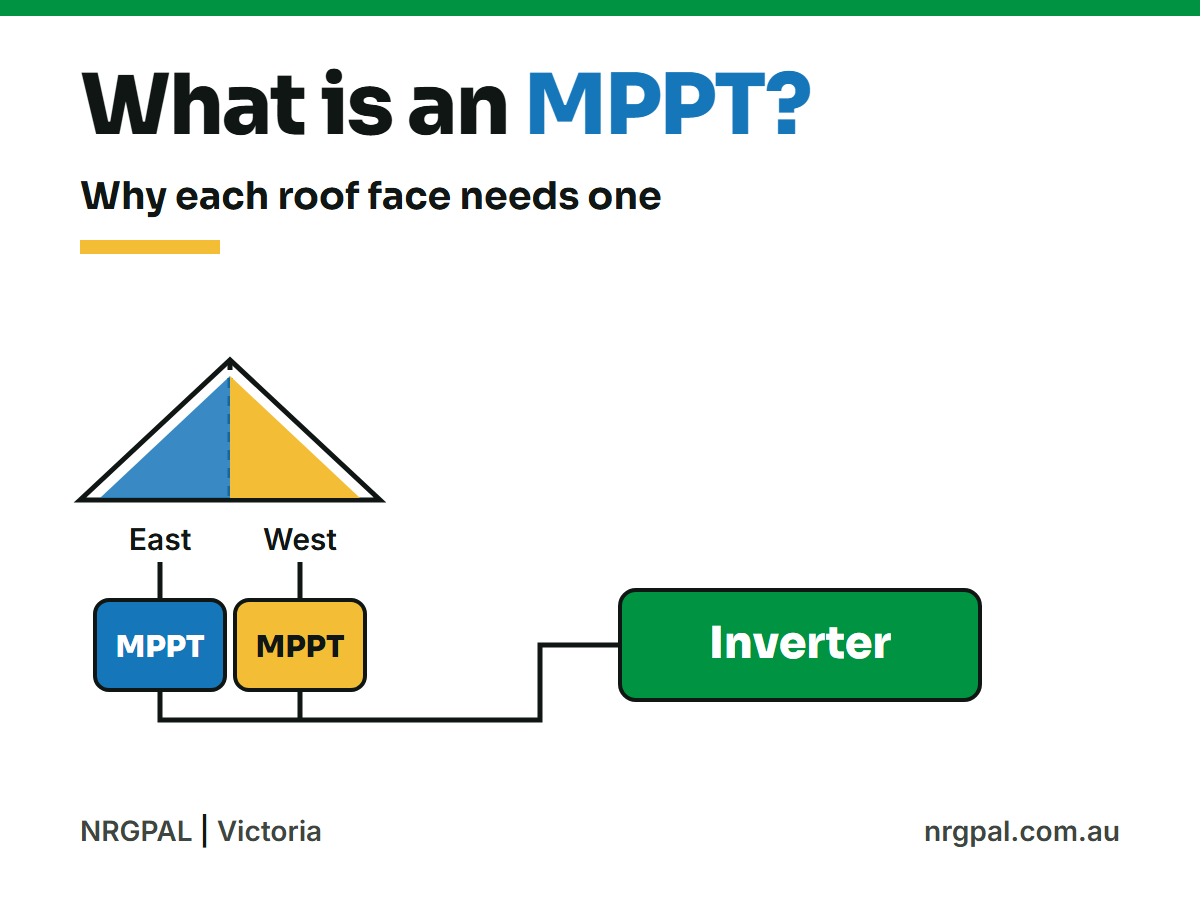 What is an MPPT?
Why each roof face needs one
East West
MPPT MPPT
Inverter
NRGPAL | Victoria
nrgpal.com.au